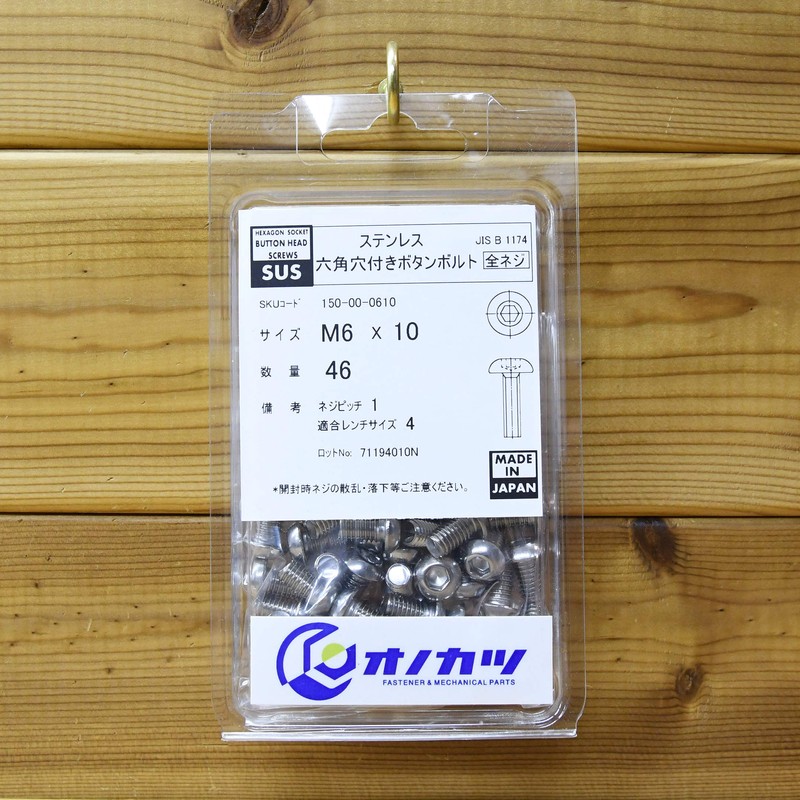 HEXAGON SOCKET
BUTTON HEAD
SCREWS
SUS
ステンレス
JIS B 1174
六角穴付きボタンボルト 全ネジ
SKUコード 150-00-0610
サイズ M6 x 10
数量 46
備考 ネジピッチ 1
適合レンチサイズ 4
ロットNo: 71194010N
MADE
IN
JAPAN
*開封時ネジの散乱・落下等ご注意ください。
オノカツ
FASTENER & MECHANICAL PARTS